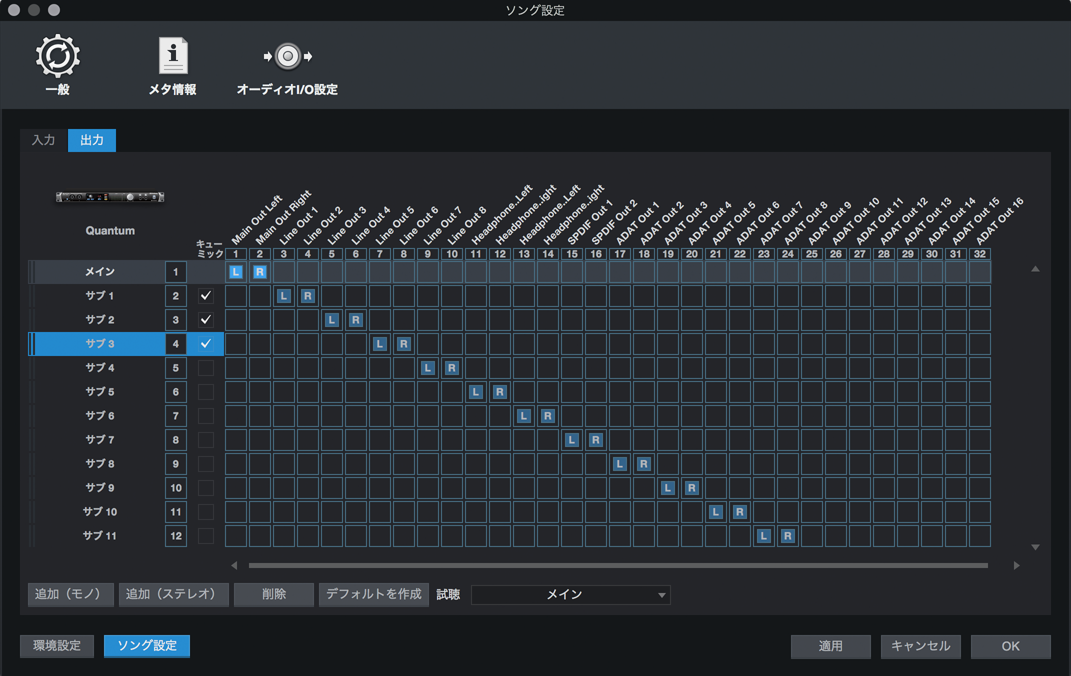 ソング設定
一般
メタ情報
オーディオI/O設定
入力
出力
Quantum
キュー
ミック
Main Out Left
Main Out Right
Line Out 1
Line Out 2
Line Out 3
Line Out 4
Line Out 5
Line Out 6
Line Out 7
Line Out 8
Headphone..Left
Headphone..ight
Headphone..Left
Headphone..ight
SPDIF Out 1
SPDIF Out 2
ADAT Out 1
ADAT Out 2
ADAT Out 3
ADAT Out 4
ADAT Out 5
ADAT Out 6
ADAT Out 7
ADAT Out 8
ADAT Out 9
ADAT Out 10
ADAT Out 11
ADAT Out 12
ADAT Out 13
ADAT Out 14
ADAT Out 15
ADAT Out 16
1 2 3 4 5 6 7 8 9 10 11 12 13 14 15 16 17 18 19 20 21 22 23 24 25 26 27 28 29 30 31 32
メイン 1 L R
サブ 1 2 L R
サブ 2 3 L R
サブ 3 4 L R
サブ 4 5 L R
サブ 5 6 L R
サブ 6 7 L R
サブ 7 8 L R
サブ 8 9 L R
サブ 9 10 L R
サブ 10 11 L R
サブ 11 12 L R
追加（モノ） 追加（ステレオ） 削除 デフォルトを作成 試聴 メイン
環境設定 ソング設定 適用 キャンセル OK